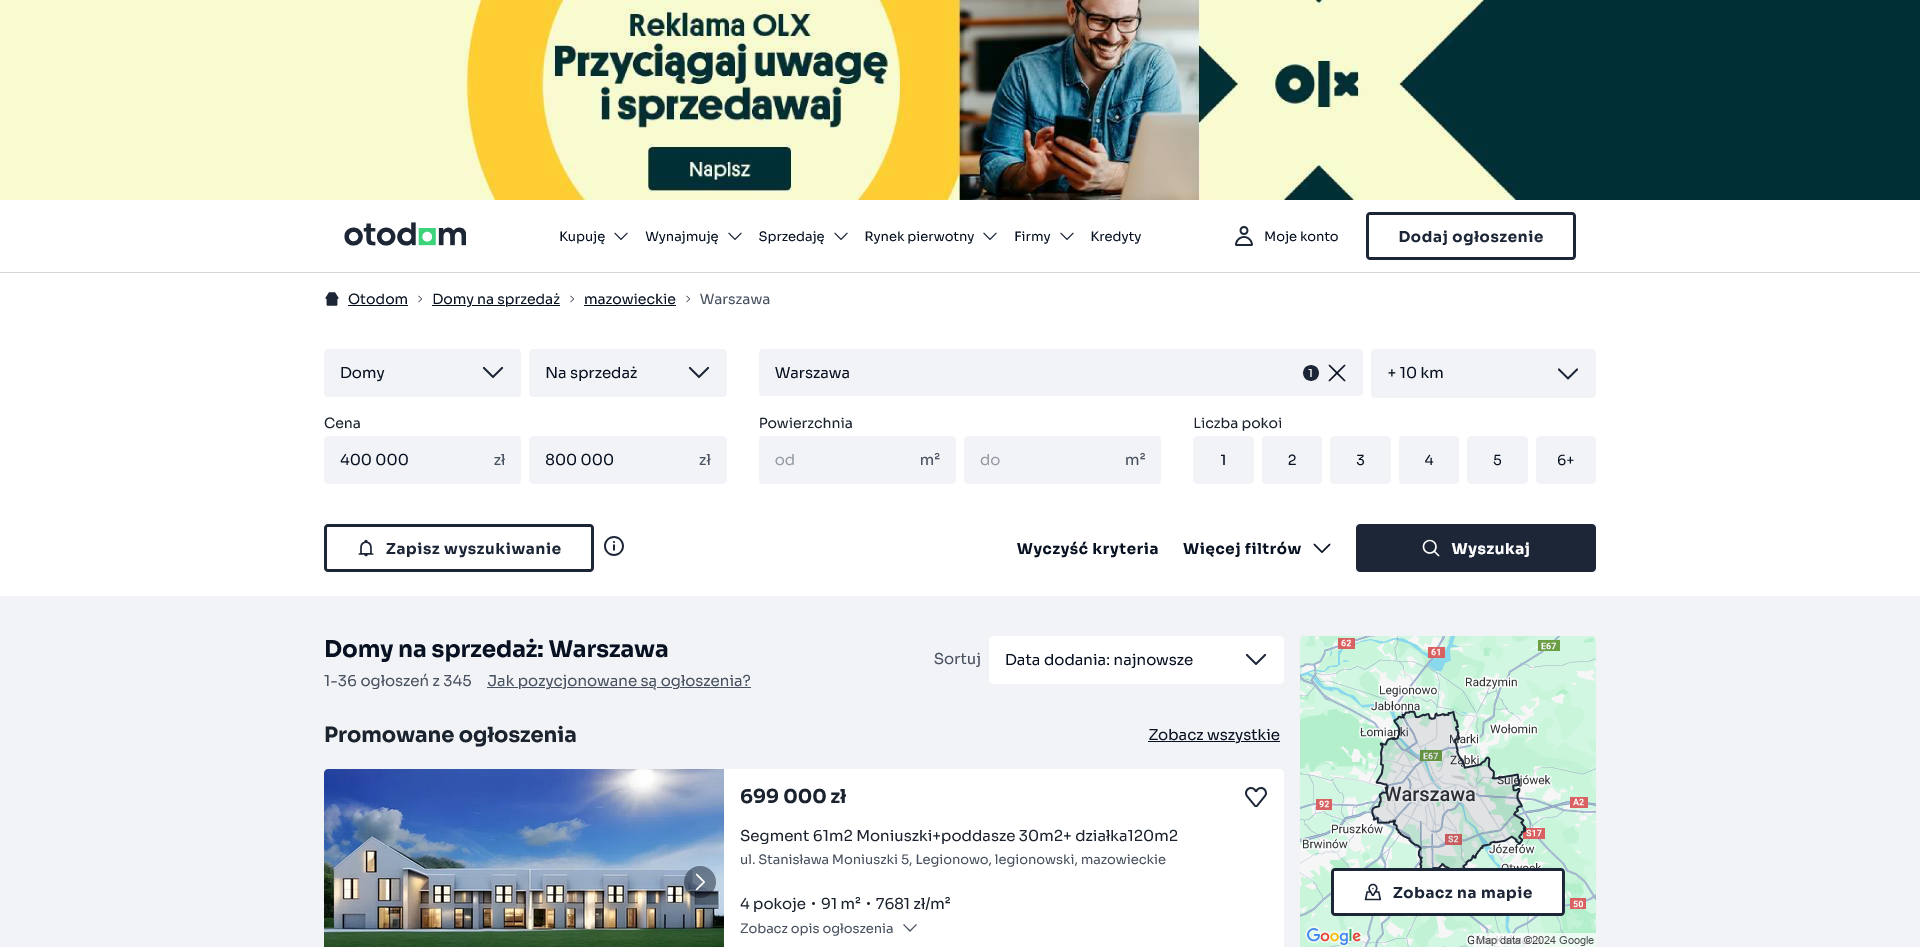 Reklama OLX
Przyciągaj uwagę
i sprzedawaj
Napisz
olx
otodom
Kupuję
Wynajmuję
Sprzedaję
Rynek pierwotny
Firmy
Kredyty
Moje konto
Dodaj ogłoszenie
Otodom > Domy na sprzedaż > mazowieckie > Warszawa
Domy
Na sprzedaż
Warszawa
1
+ 10 km
Cena
Powierzchnia
Liczba pokoi
400 000 zł
800 000 zł
od m²
do m²
1
2
3
4
5
6+
Zapisz wyszukiwanie
Wyczyść kryteria
Więcej filtrów
Wyszukaj
Domy na sprzedaż: Warszawa
1-36 ogłoszeń z 345
Jak pozycjonowane są ogłoszenia?
Sortuj
Data dodania: najnowsze
Promowane ogłoszenia
Zobacz wszystkie
699 000 zł
Segment 61m2 Moniuszki+poddasze 30m2+ działka120m2
ul. Stanisława Moniuszki 5, Legionowo, legionowski, mazowieckie
4 pokoje • 91 m² • 7681 zł/m²
Zobacz opis ogłoszenia
62
61
E67
Radzymin
Legionowo
Jabłonna
Wołomin
Łomianki
Marki
E67
Ząbki
Sulejówek
Warszawa
92
A2
Pruszków
S17
S2
Brwinów
Józefów
Otwock
Zobacz na mapie
50
Google
Map data ©2024 Google